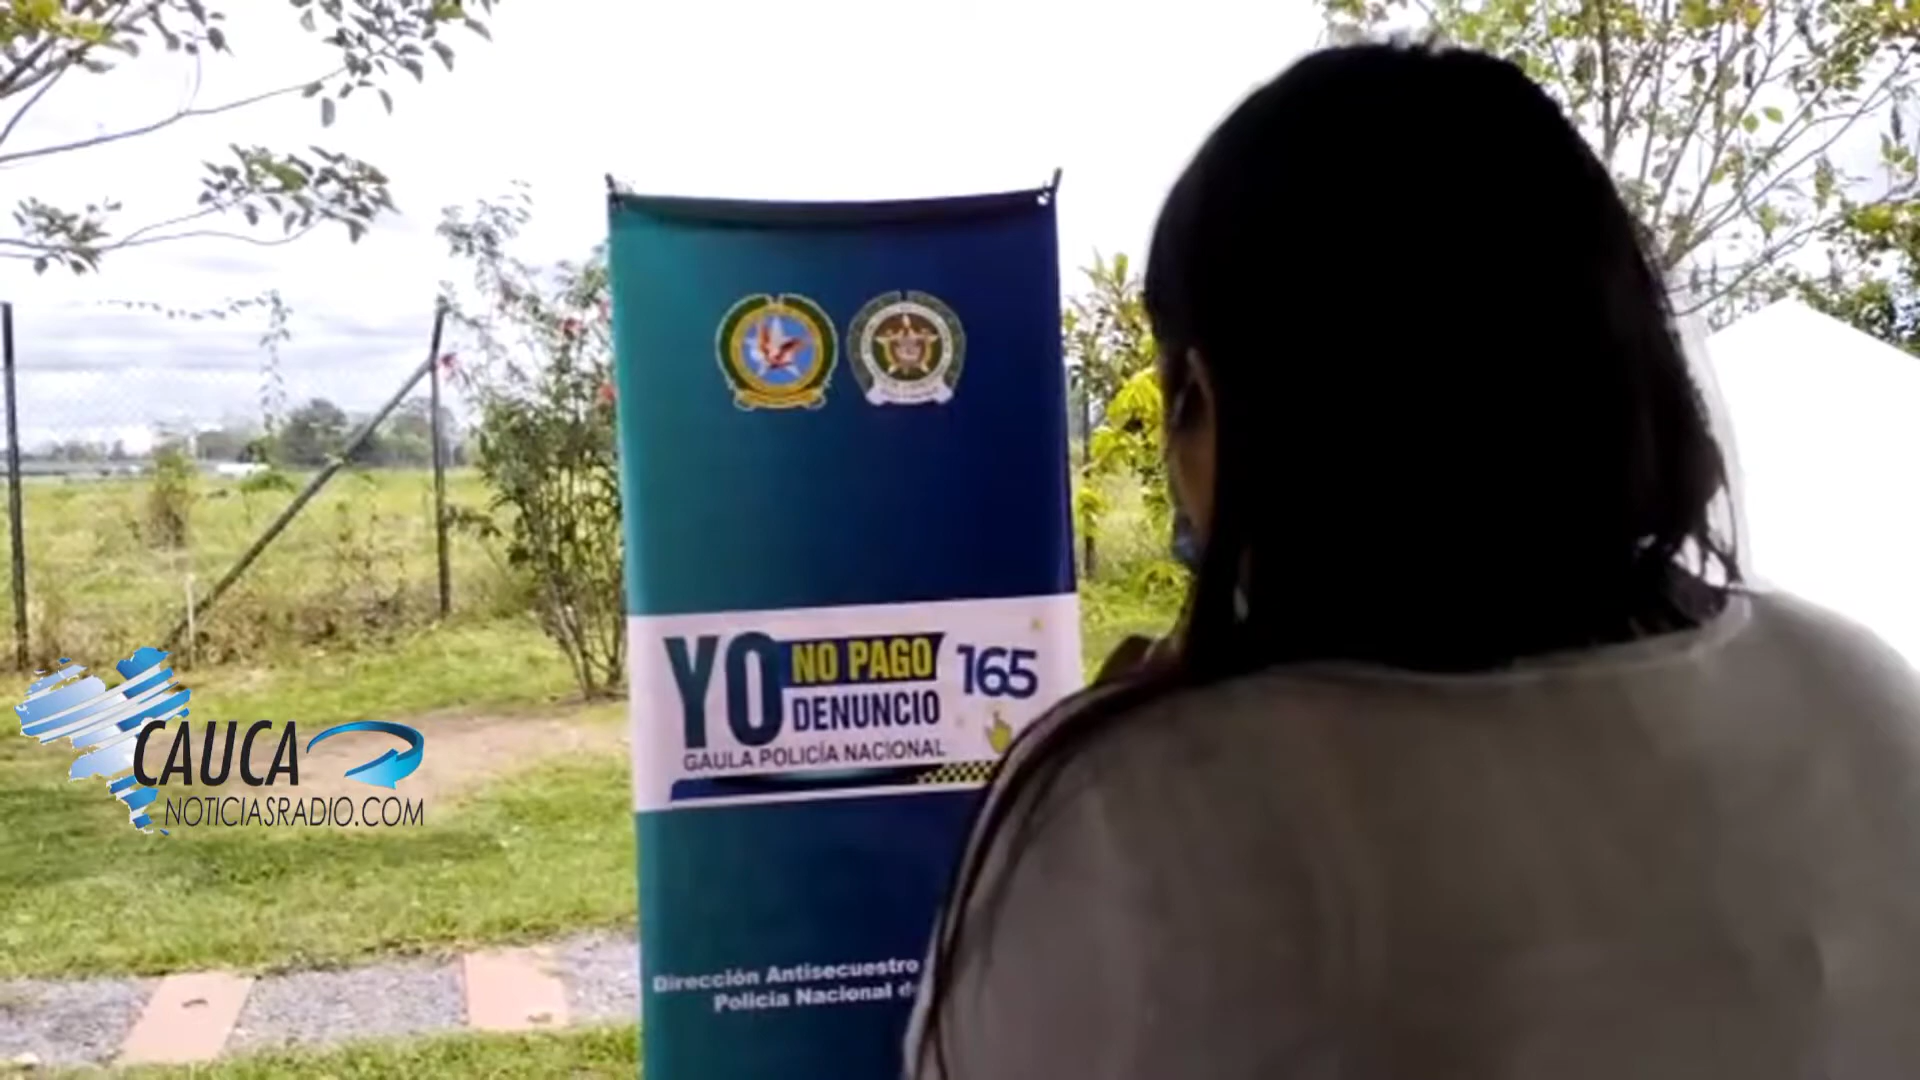 YO NO PAGO 165
DENUNCIO
GAULA POLICÍA NACIONAL
Dirección Antisecuestro
Policía Nacional
CAUCA
NOTICIASRADIO.COM